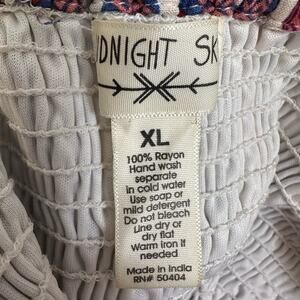 IDNIGHT SK
XL
100% Rayon
Hand wash
separate
in cold water
Use soap or
mild detergent
Do not bleach
Line dry or
dry flat
Warm iron if
needed
Made in India
RN# 50404